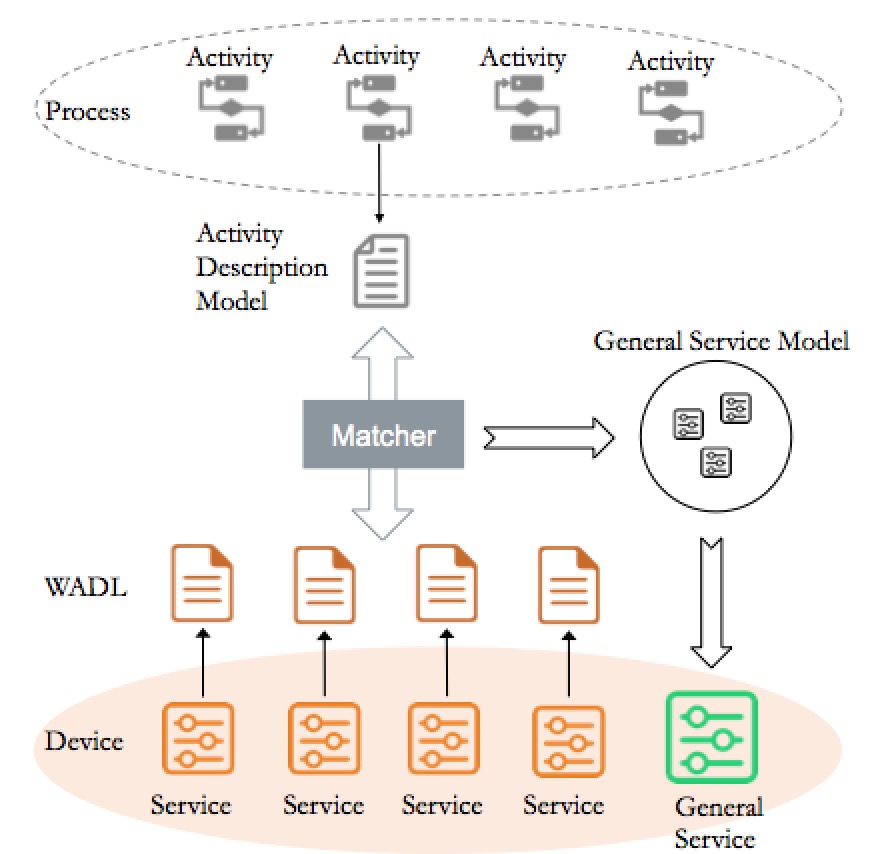 Activity
Activity
Activity
Activity
Process
Activity
Description
Model
General Service Model
Matcher
WADL
Device
Service
Service
Service
Service
General
Service